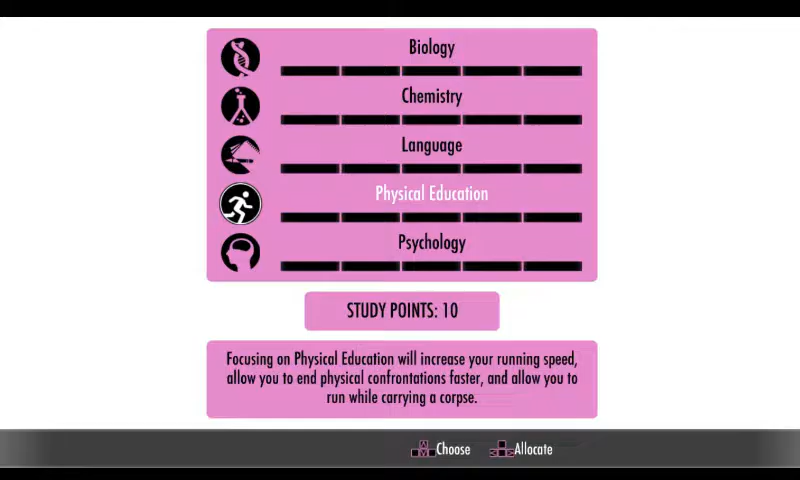 Biology
Chemistry
Language
Physical Education
Psychology
STUDY POINTS: 10
Focusing on Physical Education will increase your running speed,
allow you to end physical confrontations faster, and allow you to
run while carrying a corpse.
Choose
Allocate